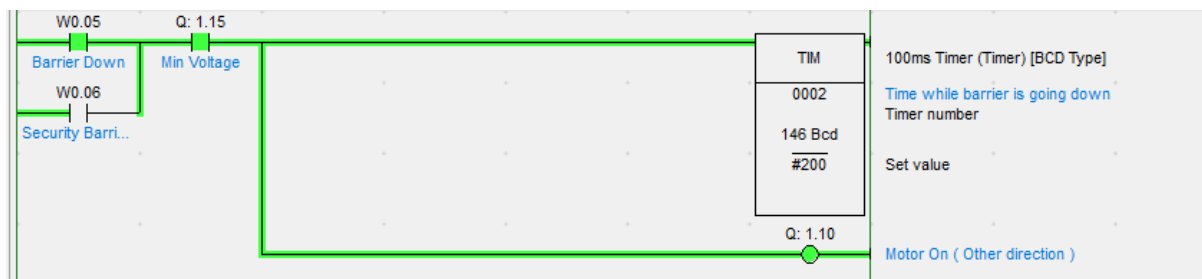 W0.05
Q: 1.15
Barrier Down
Min Voltage
TIM
100ms Timer (Timer) [BCD Type]
W0.06
0002
Time while barrier is going down
Timer number
Security Barri...
146 Bcd
#200
Set value
Q: 1.10
Motor On ( Other direction )